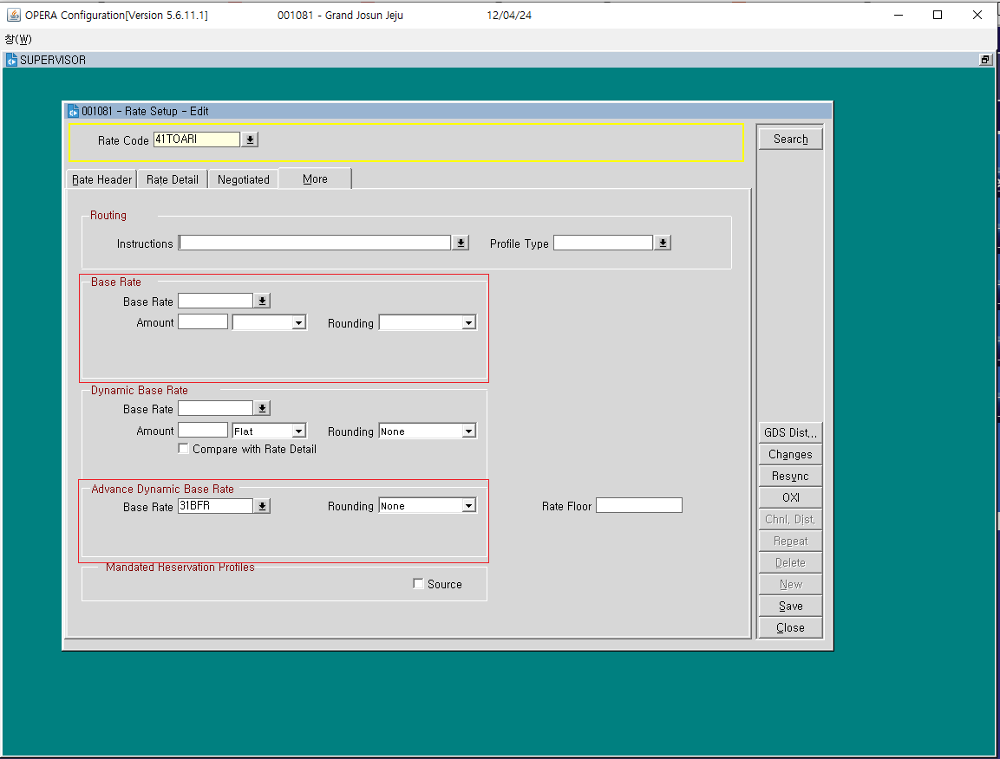 OPERA Configuration[Version 5.6.11.1] 001081 - Grand Josun Jeju 12/04/24
창(W)
SUPERVISOR
001081 - Rate Setup - Edit
Rate Code 41TOARI
Search
Rate Header Rate Detail Negotiated More
Routing
Instructions Profile Type
Base Rate
Base Rate
Amount Rounding
Dynamic Base Rate
Base Rate
Amount Flat Rounding None
Compare with Rate Detail
Advance Dynamic Base Rate
Base Rate 31BFR Rounding None Rate Floor
Mandated Reservation Profiles
Source
GDS Dist...
Changes
Resync
OXI
Chnl. Dist.
Repeat
Delete
New
Save
Close